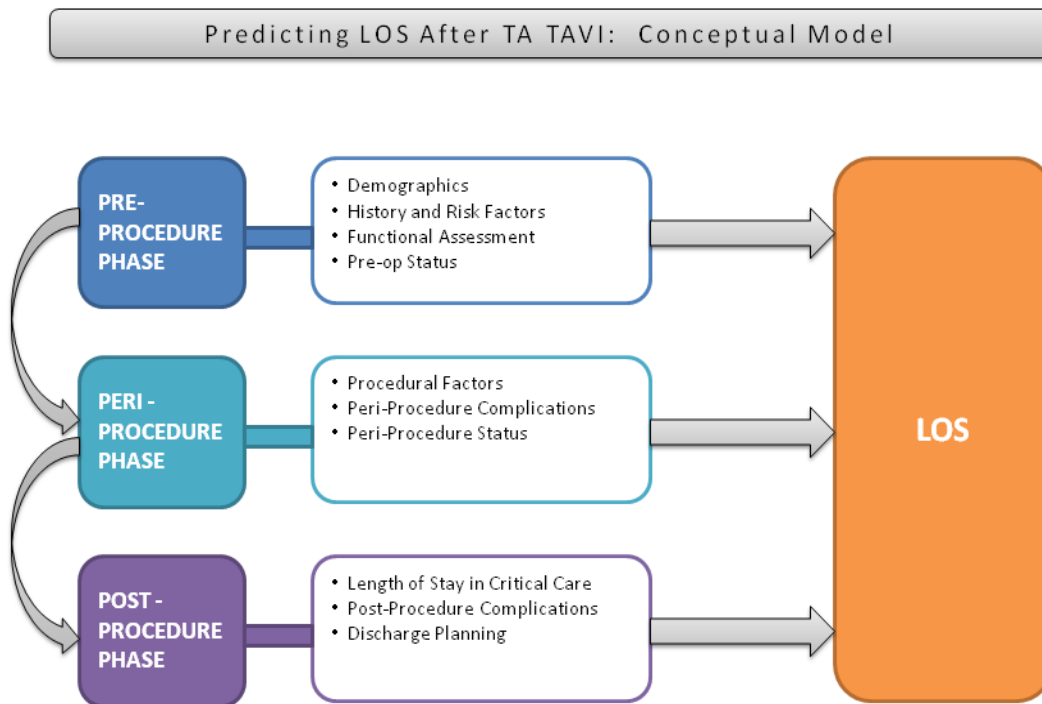 Predicting LOS After TA TAVI: Conceptual Model
PRE-
PROCEDURE
PHASE
• Demographics
• History and Risk Factors
• Functional Assessment
• Pre-op Status
PERI -
PROCEDURE
PHASE
• Procedural Factors
• Peri-Procedure Complications
• Peri-Procedure Status
LOS
POST -
PROCEDURE
PHASE
• Length of Stay in Critical Care
• Post-Procedure Complications
• Discharge Planning